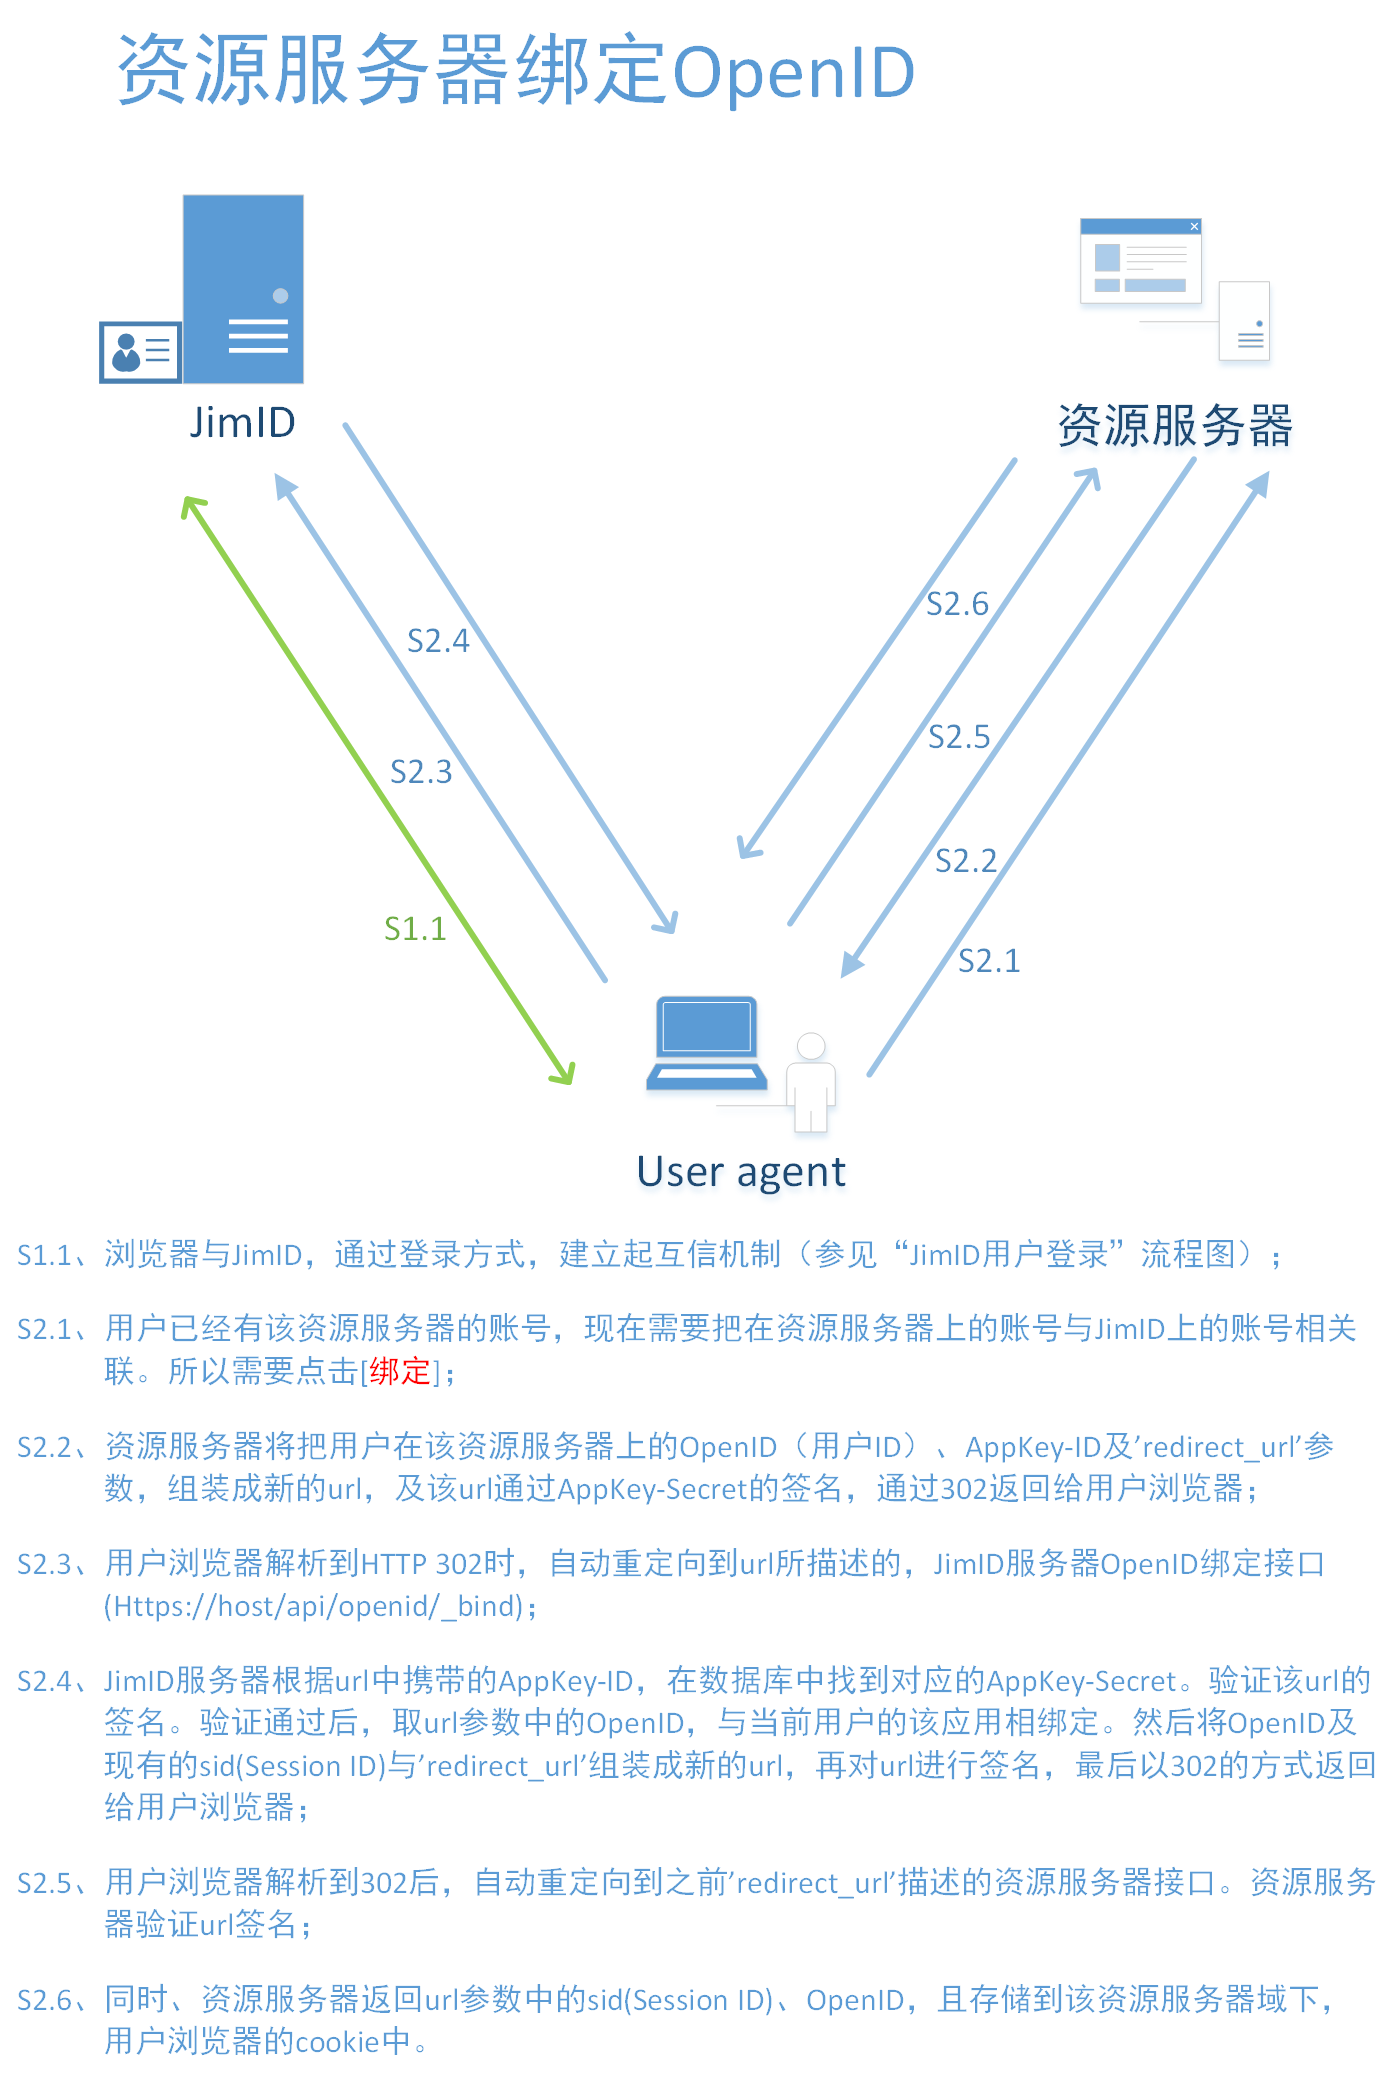 资源服务器绑定OpenID
JimID
资源服务器
S2.6
S2.4
S2.5
S2.3
S2.2
S1.1
S2.1
User agent
S1.1、浏览器与JimID，通过登录方式，建立起互信机制（参见“JimID用户登录”流程图）；
S2.1、用户已经有该资源服务器的账号，现在需要把在资源服务器上的账号与JimID上的账号相关
联。所以需要点击[绑定]；
S2.2、资源服务器将把用户在该资源服务器上的OpenID（用户ID）、AppKey-ID及’redirect_url’参
数，组装成新的url，及该url通过AppKey-Secret的签名，通过302返回给用户浏览器；
S2.3、用户浏览器解析到HTTP 302时，自动重定向到url所描述的，JimID服务器OpenID绑定接口
(Https://host/api/openid/_bind)；
S2.4、JimID服务器根据url中携带的AppKey-ID，在数据库中找到对应的AppKey-Secret。验证该url的
签名。验证通过后，取url参数中的OpenID，与当前用户的该应用相绑定。然后将OpenID及
现有的sid(Session ID)与’redirect_url’组装成新的url，再对url进行签名，最后以302的方式返回
给用户浏览器；
S2.5、用户浏览器解析到302后，自动重定向到之前’redirect_url’描述的资源服务器接口。资源服务
器验证url签名；
S2.6、同时、资源服务器返回url参数中的sid(Session ID)、OpenID，且存储到该资源服务器域下，
用户浏览器的cookie中。